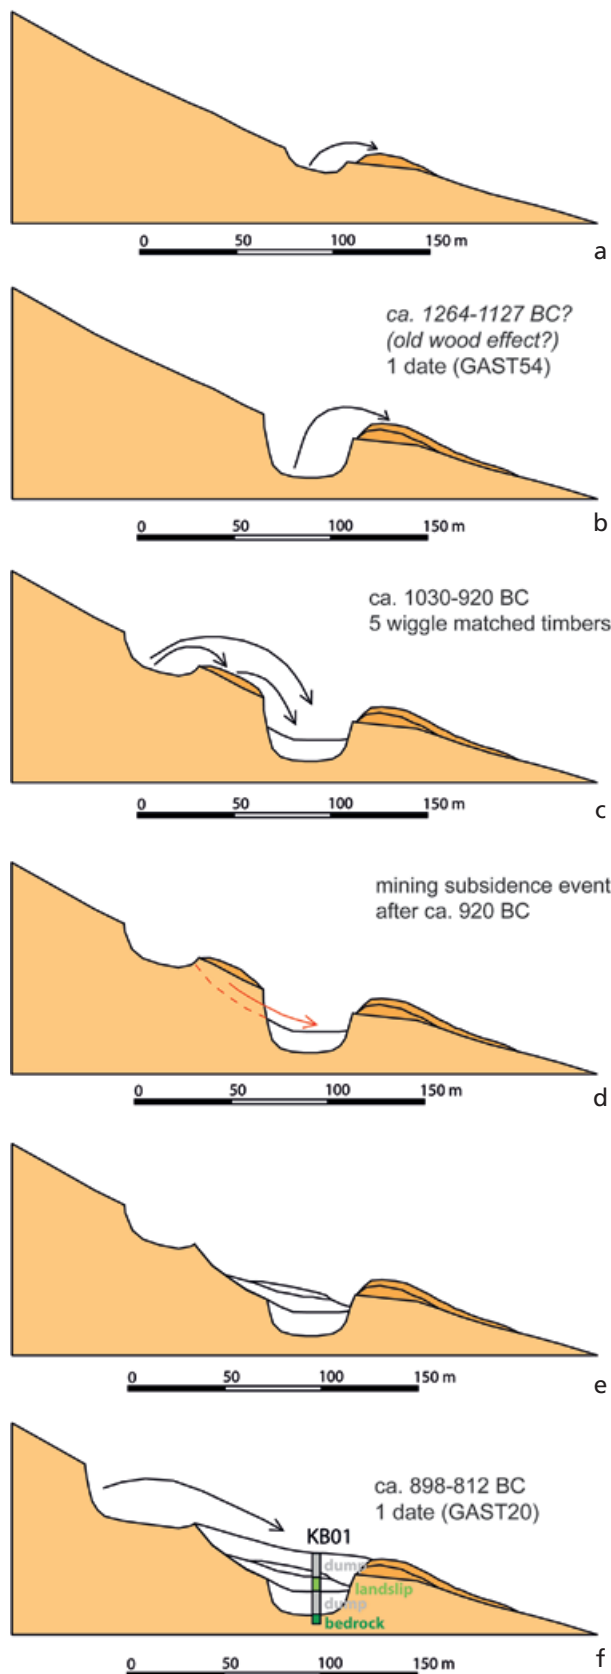 0 50 100 150 m
a
ca. 1264-1127 BC?
(old wood effect?)
1 date (GAST54)
0 50 100 150 m
b
ca. 1030-920 BC
5 wiggle matched timbers
0 50 100 150 m
c
mining subsidence event
after ca. 920 BC
0 50 100 150 m
d
0 50 100 150 m
e
ca. 898-812 BC
1 date (GAST20)
KB01
dump
landslip
dump
bedrock
0 50 100 150 m
f